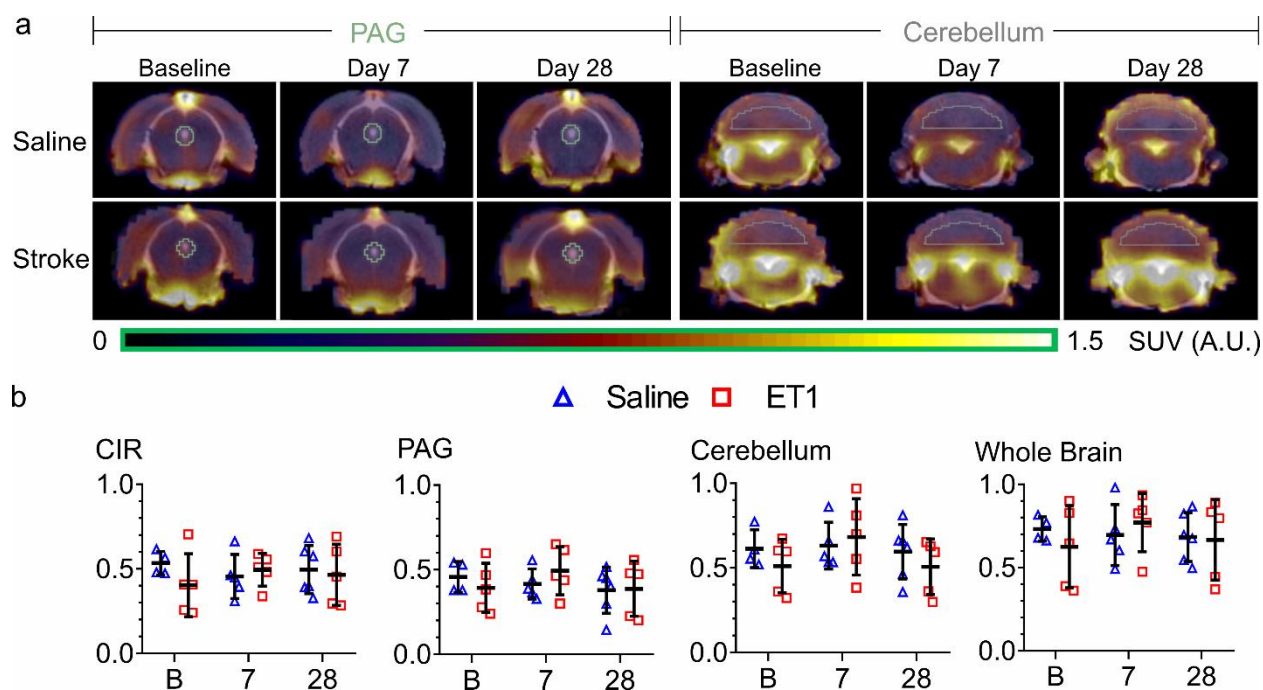 a
PAG Cerebellum
Baseline Day 7 Day 28 Baseline Day 7 Day 28
Saline
Stroke
0 1.5 SUV (A.U.)
b
Saline ET1
CIR PAG Cerebellum Whole Brain
1.0 1.0 1.0 1.0
0.5 0.5 0.5 0.5
0.0 0.0 0.0 0.0
B 7 28 B 7 28 B 7 28 B 7 28